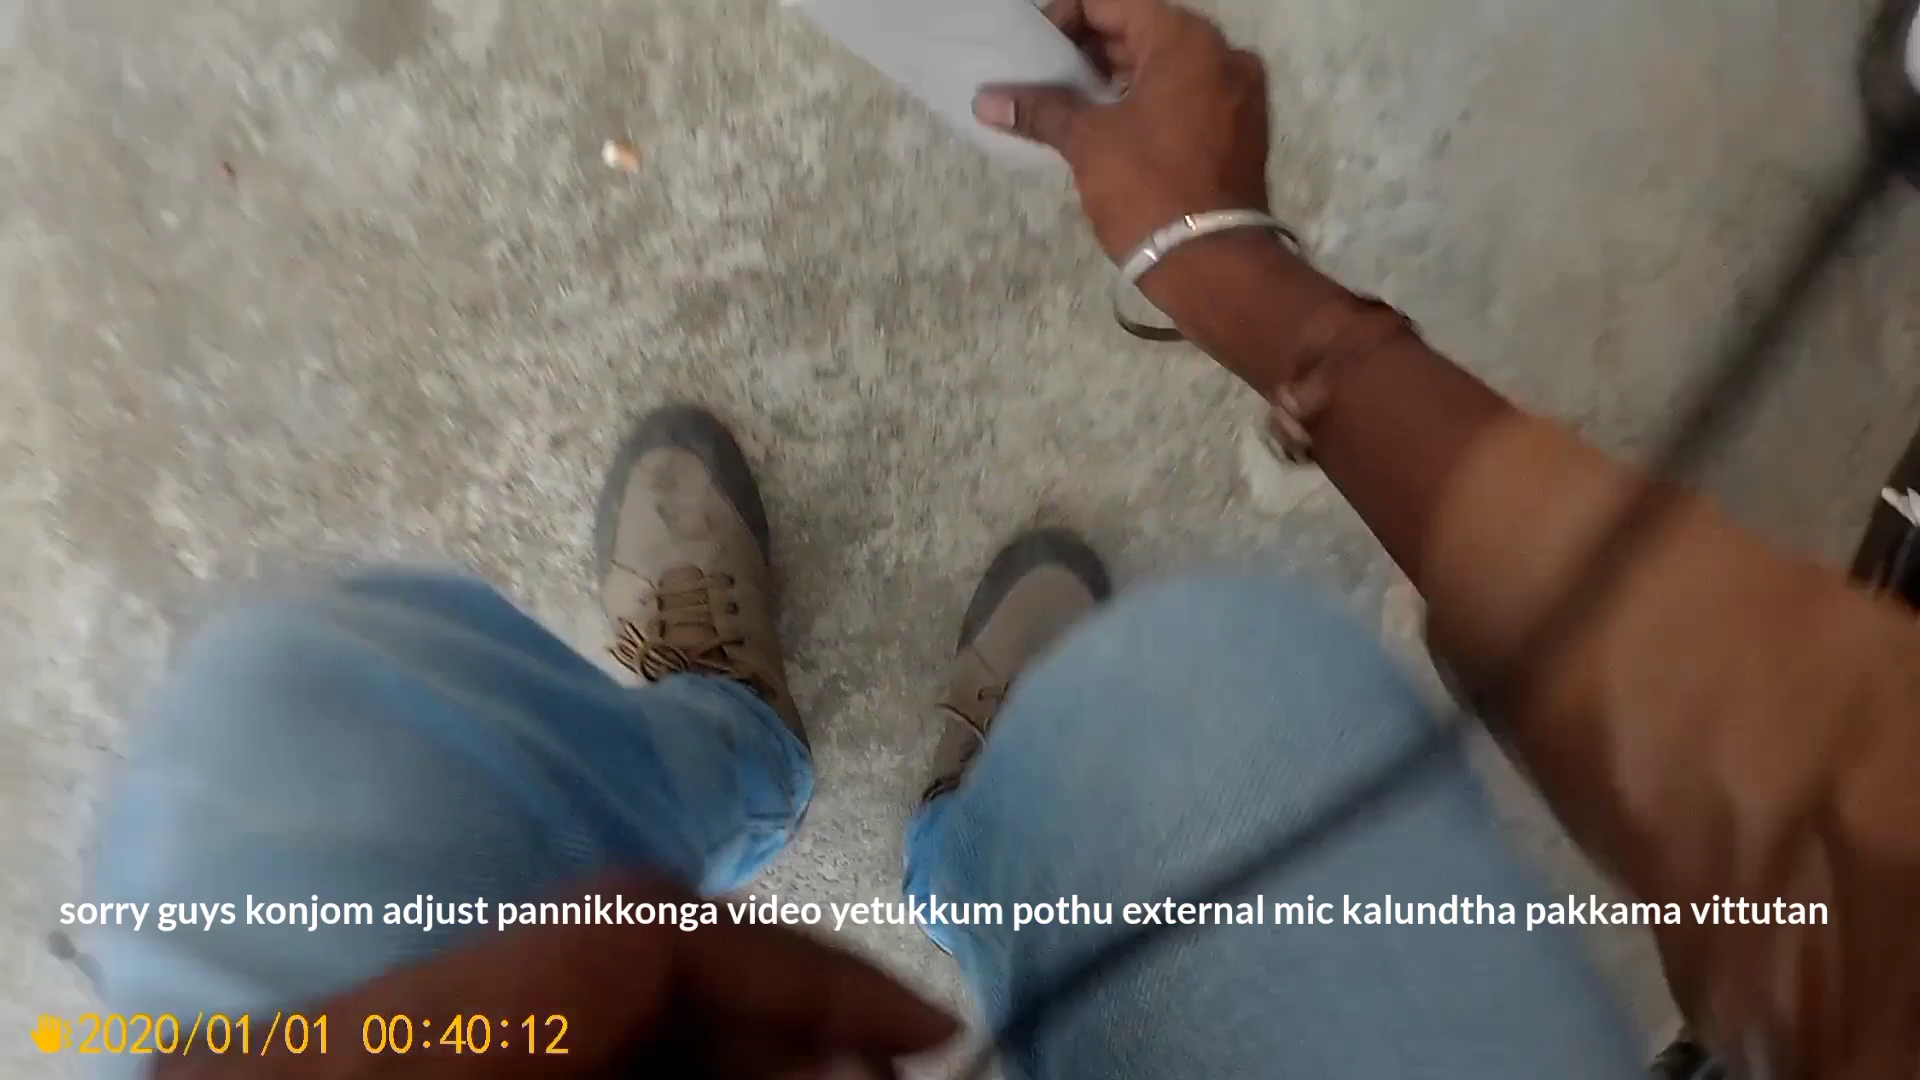 sorry guys konjom adjust pannikkonga video yetukkum pothu external mic kalundtha pakkama vittutan
2020/01/01 00:40:12